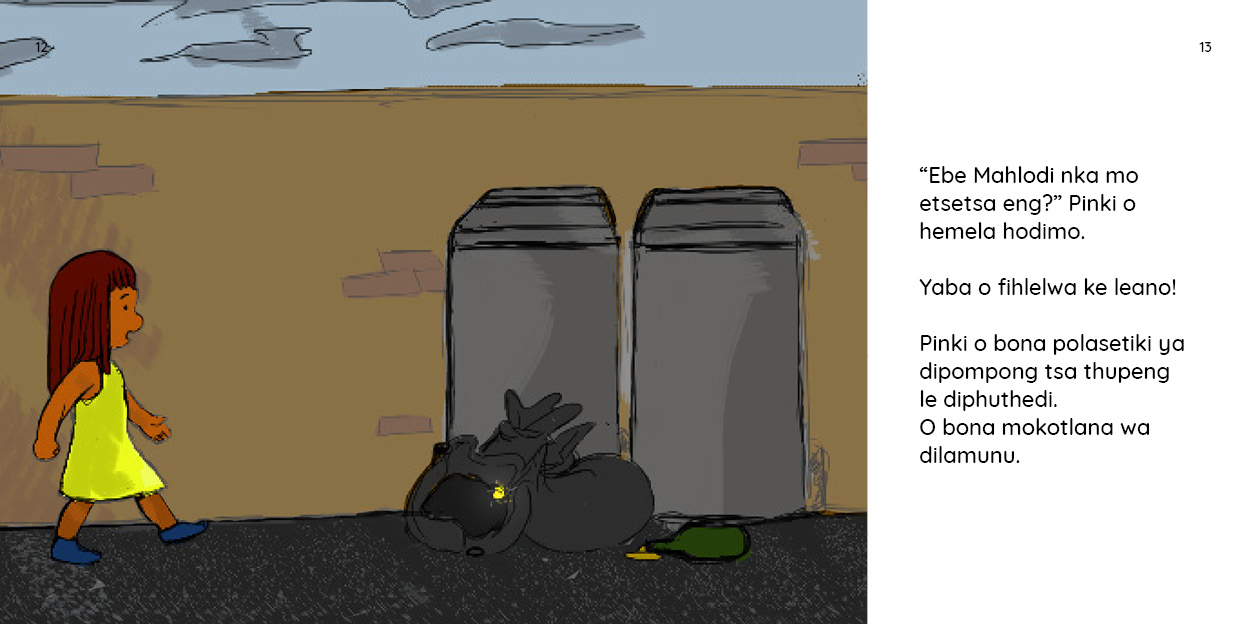 12
13
“Ebe Mahlodi nka mo
etsetsa eng?” Pinki o
hemela hodimo.
Yaba o fihlelwa ke leano!
Pinki o bona polasetiki ya
dipompong tsa thupeng
le diphuthedi.
O bona mokotlana wa
dilamunu.